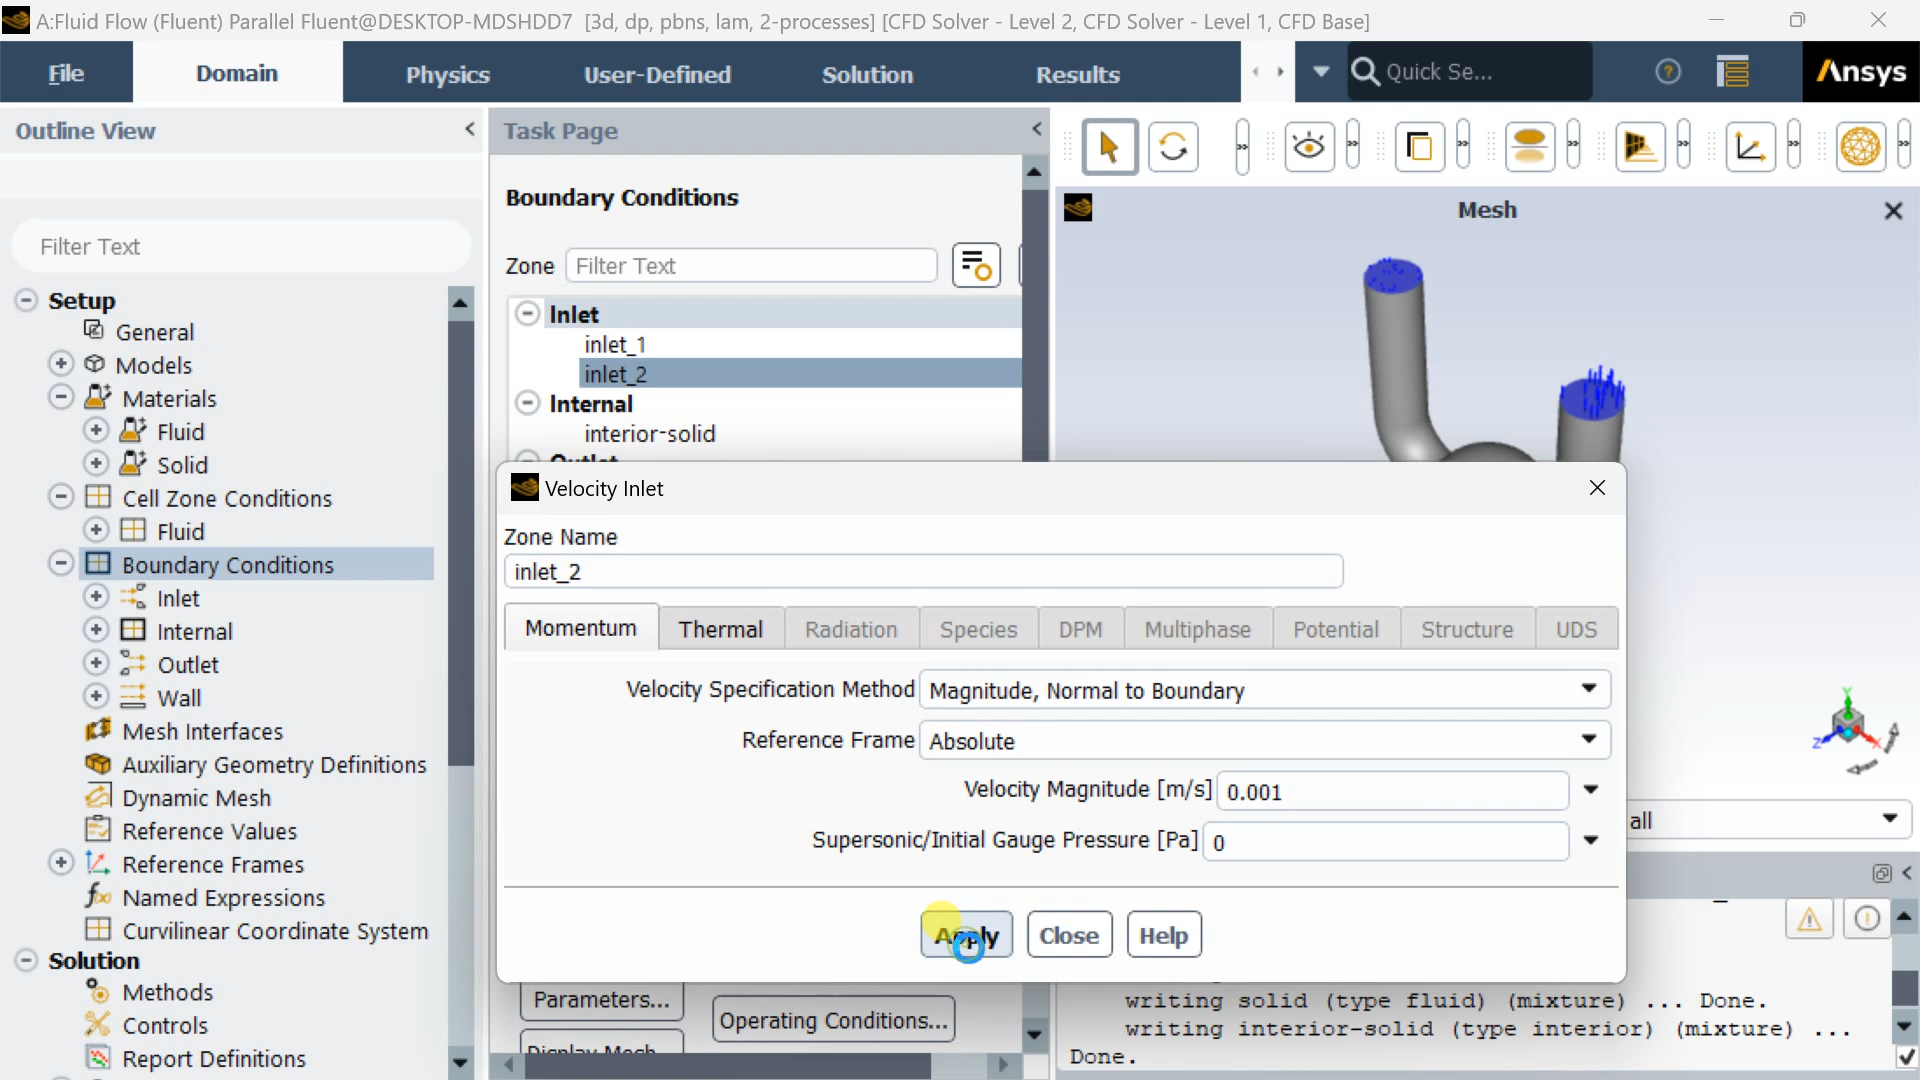 A:Fluid Flow (Fluent) Parallel Fluent@DESKTOP-MDSHDD7 [3d, dp, pbns, lam, 2-processes] [CFD Solver - Level 2, CFD Solver - Level 1, CFD Base]
File Domain Physics User-Defined Solution Results Quick Se... Ansys
Outline View
Filter Text
Setup
General
Models
Materials
Fluid
Solid
Cell Zone Conditions
Fluid
Boundary Conditions
Inlet
Internal
Outlet
Wall
Mesh Interfaces
Auxiliary Geometry Definitions
Dynamic Mesh
Reference Values
Reference Frames
Named Expressions
Curvilinear Coordinate System
Solution
Methods
Controls
Report Definitions
Task Page
Boundary Conditions
Zone Filter Text
Inlet
inlet_1
inlet_2
Internal
interior-solid
Outlet
Mesh
Velocity Inlet
Zone Name
inlet_2
Momentum Thermal Radiation Species DPM Multiphase Potential Structure UDS
Velocity Specification Method Magnitude, Normal to Boundary
Reference Frame Absolute
Velocity Magnitude [m/s] 0.001
Supersonic/Initial Gauge Pressure [Pa] 0
Apply Close Help
Parameters...
Operating Conditions...
Display Mesh
Y
Z X
all
writing solid (type fluid) (mixture) ... Done.
writing interior-solid (type interior) (mixture) ...
Done.